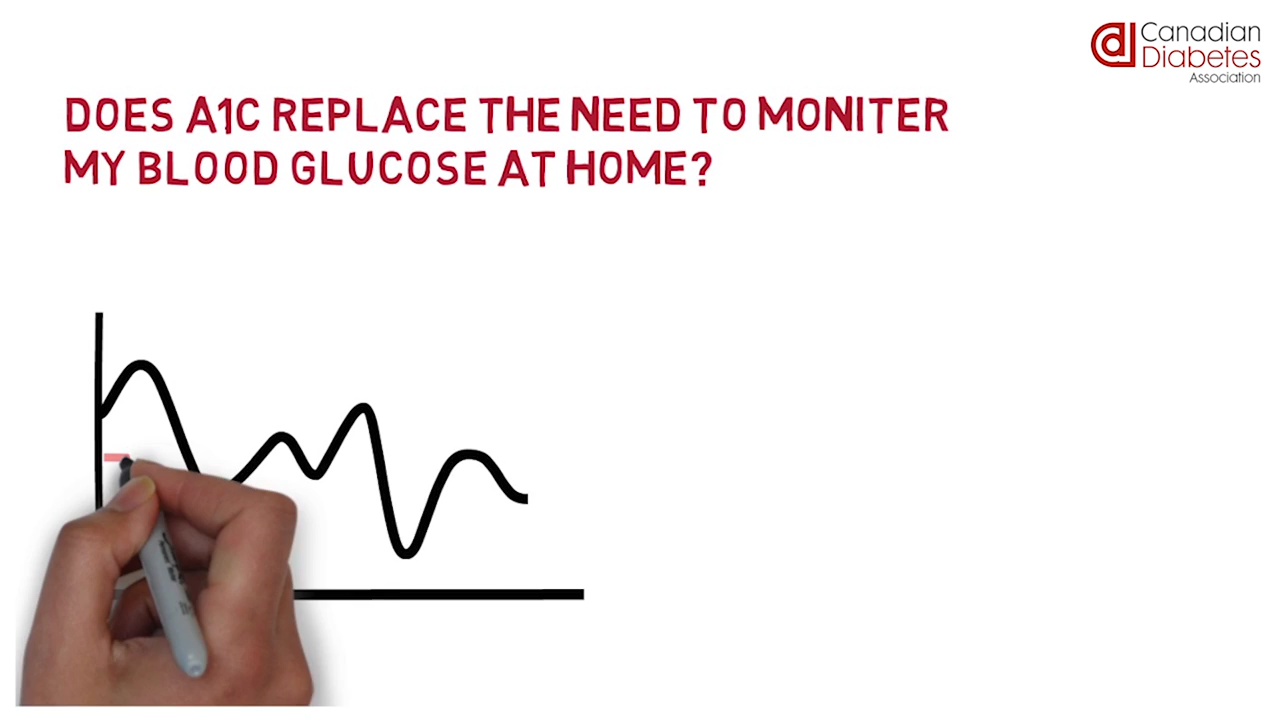 Canadian
Diabetes
Association
DOES A1C REPLACE THE NEED TO MONITER
MY BLOOD GLUCOSE AT HOME?